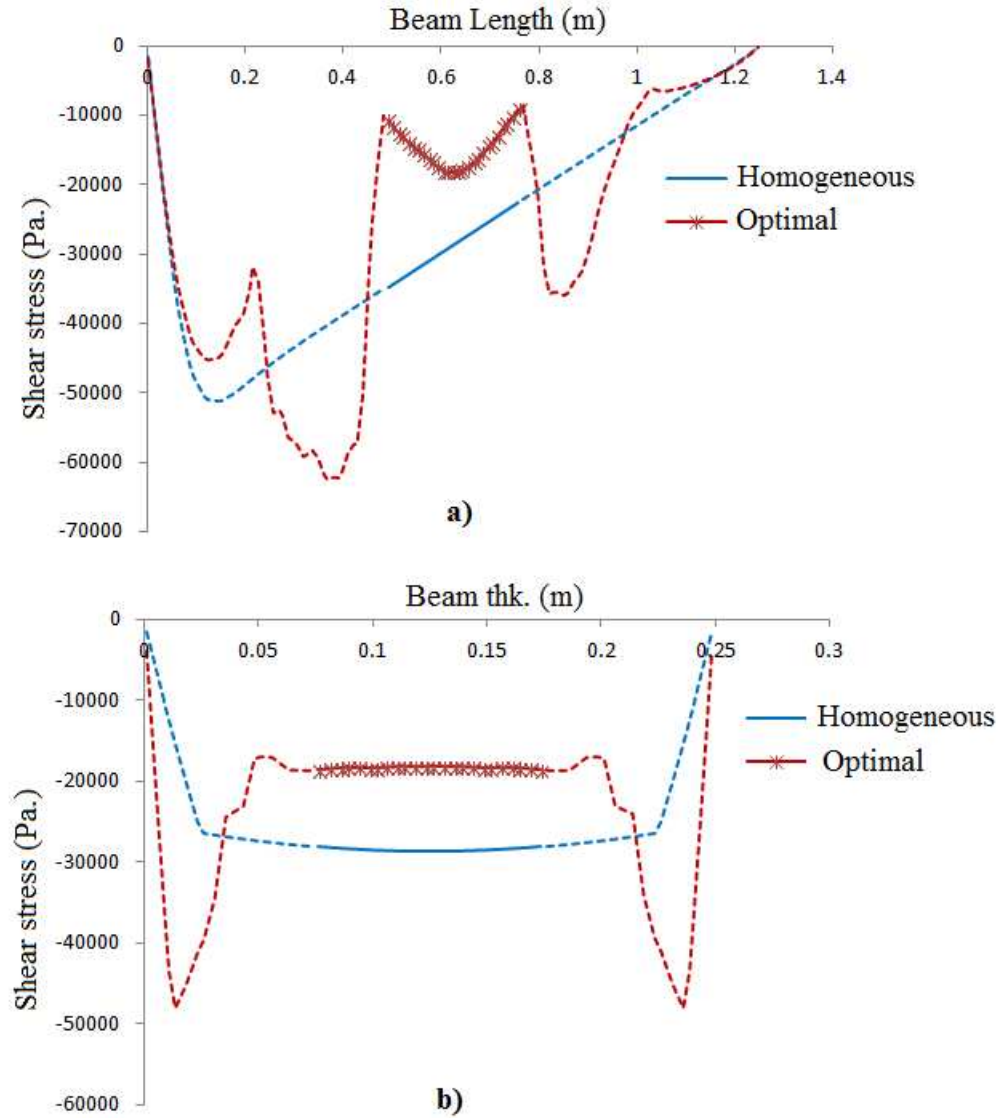 Beam Length (m)
0
0 0.2 0.4 0.6 0.8 1 1.2 1.4
-10000
-20000
-30000
-40000
-50000
-60000
-70000
Shear stress (Pa.)
Homogeneous
Optimal
a)
Beam thk. (m)
0
0 0.05 0.1 0.15 0.2 0.25 0.3
-10000
-20000
-30000
-40000
-50000
-60000
Shear stress (Pa.)
Homogeneous
Optimal
b)